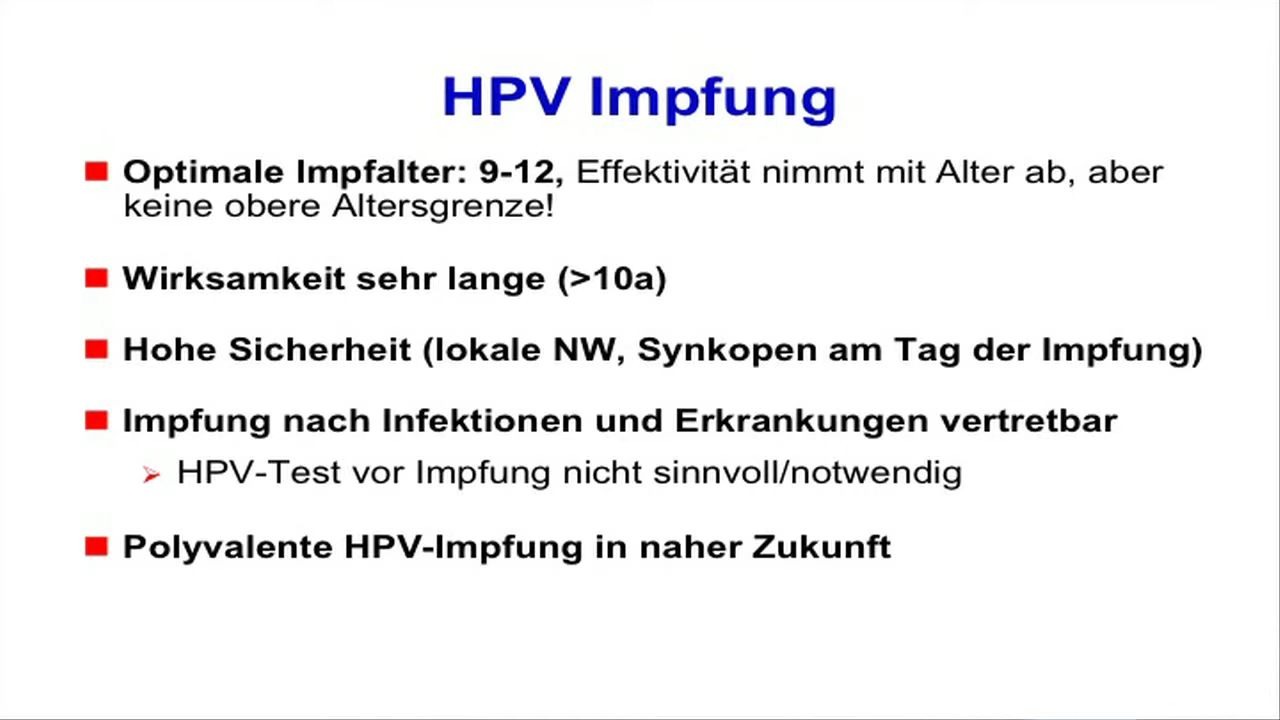 HPV Impfung
Optimale Impfalter: 9-12, Effektivität nimmt mit Alter ab, aber
keine obere Altersgrenze!
Wirksamkeit sehr lange (>10a)
Hohe Sicherheit (lokale NW, Synkopen am Tag der Impfung)
Impfung nach Infektionen und Erkrankungen vertretbar
HPV-Test vor Impfung nicht sinnvoll/notwendig
Polyvalente HPV-Impfung in naher Zukunft